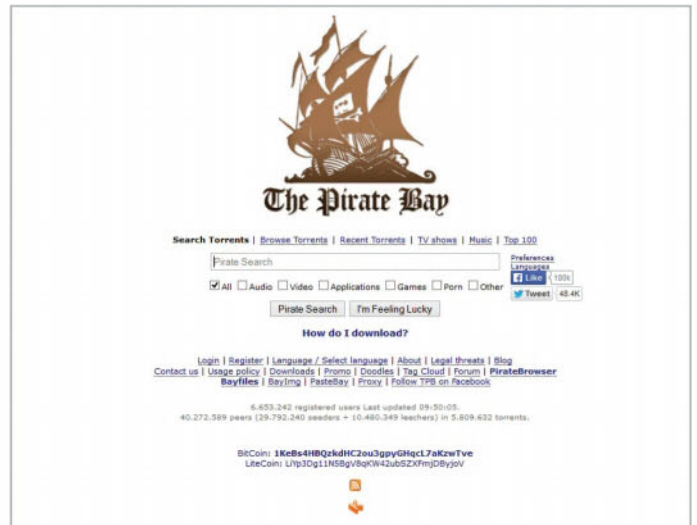 The Pirate Bay
Search Torrents | Browse Torrents | Recent Torrents | TV shows | Music | Top 100
Pirate Search
Preferences
Languages
All Audio Video Applications Games Porn Other
Like 180k
Tweet 48.4K
Pirate Search I'm Feeling Lucky
How do I download?
Login | Register | Language / Select language | About | Legal threats | Blog
Contact us | Usage policy | Downloads | Promo | Doodles | Tag Cloud | Forum | PirateBrowser
Bayfiles | BayImg | PasteBay | Proxy | Follow TPB on Facebook
6.653.242 registered users Last updated 09:50:05.
40.272.589 peers (29.792.240 seeders + 10.480.349 leechers) in 5.809.632 torrents.
BitCoin: 1KeBs4HBQzkdHC2ou3gpyGHqcL7aKzwTve
LiteCoin: LiYp3Dg11N5BgV8qKW42ubSZXFmjDByjoV